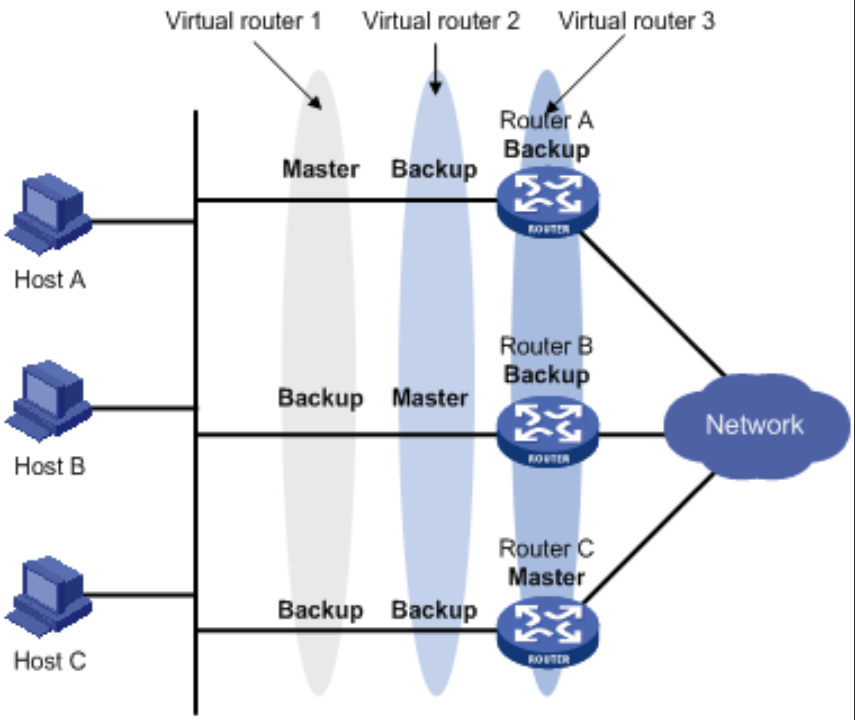 Virtual router 1
Virtual router 2
Virtual router 3
Router A
Backup
Master
Backup
ROUTER
Host A
Router B
Backup
Backup
Master
Network
ROUTER
Host B
Router C
Master
Backup
Backup
ROUTER
Host C